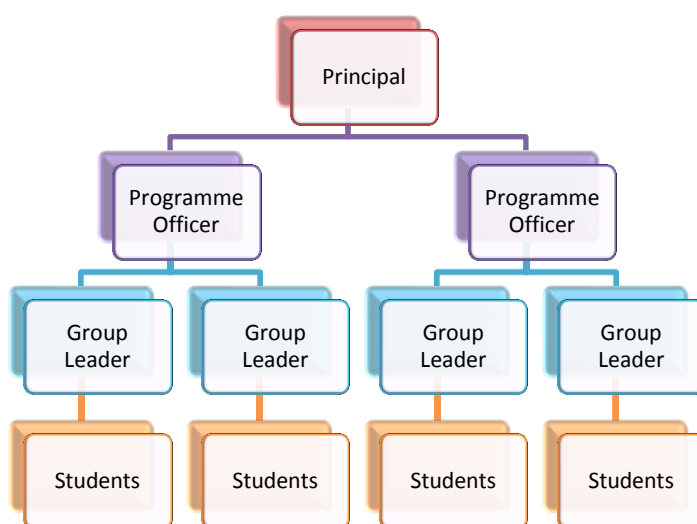 Principal
Programme
Officer
Programme
Officer
Group
Leader
Group
Leader
Group
Leader
Group
Leader
Students
Students
Students
Students